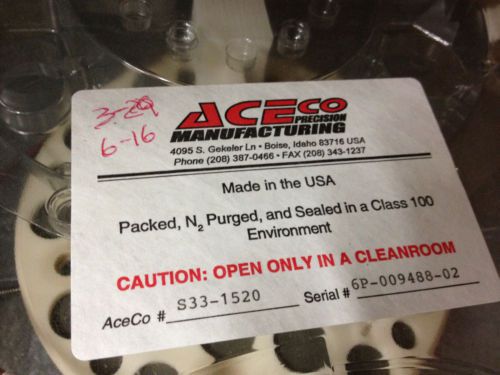 3-29
6-16
ACECO
PRECISION
MANUFACTURING
4095 S. Gekeler Ln • Boise, Idaho 83716 USA
Phone (208) 387-0466 • FAX (208) 343-1237
Made in the USA
Packed, N₂ Purged, and Sealed in a Class 100
Environment
CAUTION: OPEN ONLY IN A CLEANROOM
AceCo # S33-1520 Serial # 6P-009488-02